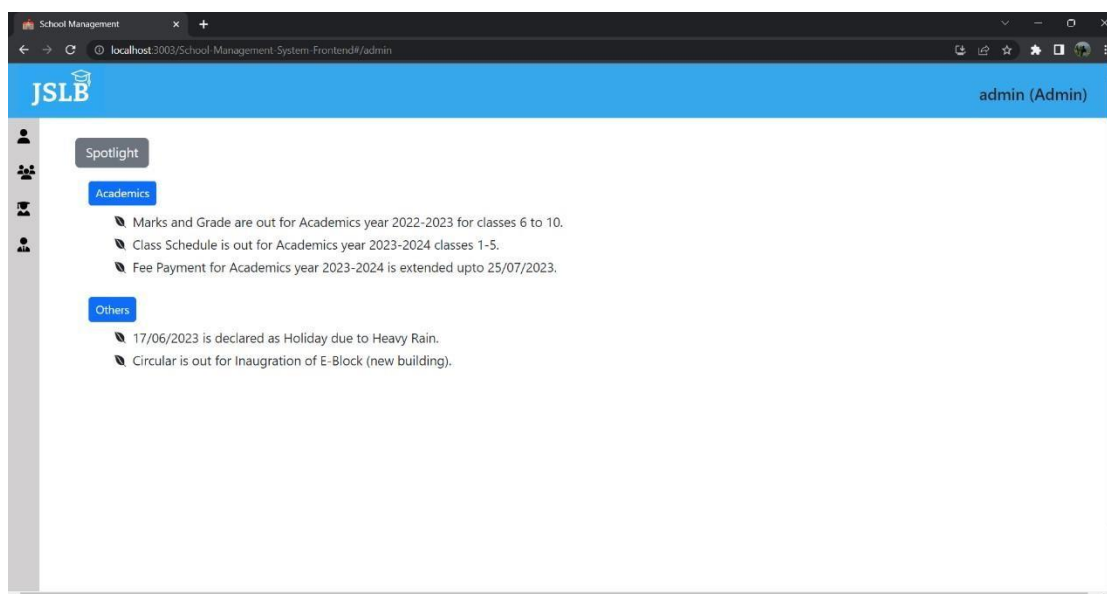 School Management
localhost:3003/School-Management-System-Frontend#/admin
JSLB
admin (Admin)
Spotlight
Academics
Marks and Grade are out for Academics year 2022-2023 for classes 6 to 10.
Class Schedule is out for Academics year 2023-2024 classes 1-5.
Fee Payment for Academics year 2023-2024 is extended upto 25/07/2023.
Others
17/06/2023 is declared as Holiday due to Heavy Rain.
Circular is out for Inaugration of E-Block (new building).